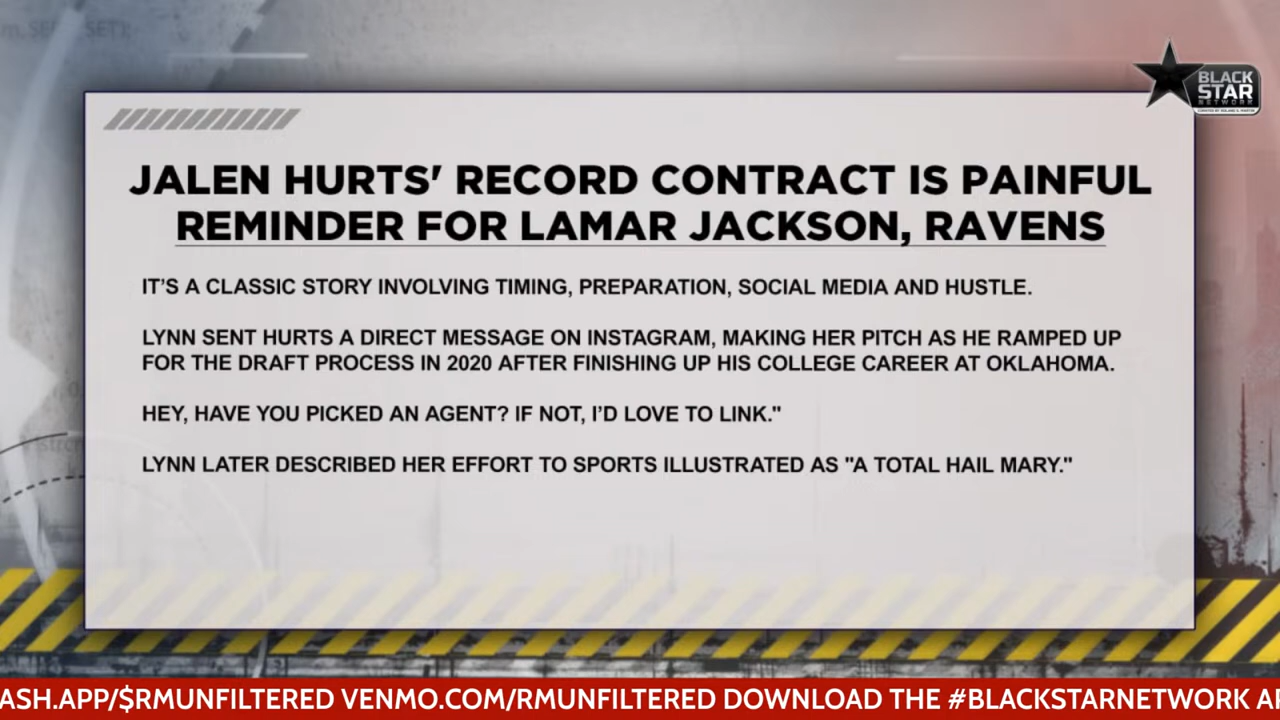 BLACK
STAR
NETWORK
JALEN HURTS' RECORD CONTRACT IS PAINFUL
REMINDER FOR LAMAR JACKSON, RAVENS
IT'S A CLASSIC STORY INVOLVING TIMING, PREPARATION, SOCIAL MEDIA AND HUSTLE.
LYNN SENT HURTS A DIRECT MESSAGE ON INSTAGRAM, MAKING HER PITCH AS HE RAMPED UP
FOR THE DRAFT PROCESS IN 2020 AFTER FINISHING UP HIS COLLEGE CAREER AT OKLAHOMA.
HEY, HAVE YOU PICKED AN AGENT? IF NOT, I'D LOVE TO LINK."
LYNN LATER DESCRIBED HER EFFORT TO SPORTS ILLUSTRATED AS "A TOTAL HAIL MARY."
ASH.APP/$RMUNFILTERED VENMO.COM/RMUNFILTERED DOWNLOAD THE #BLACKSTARNETWORK